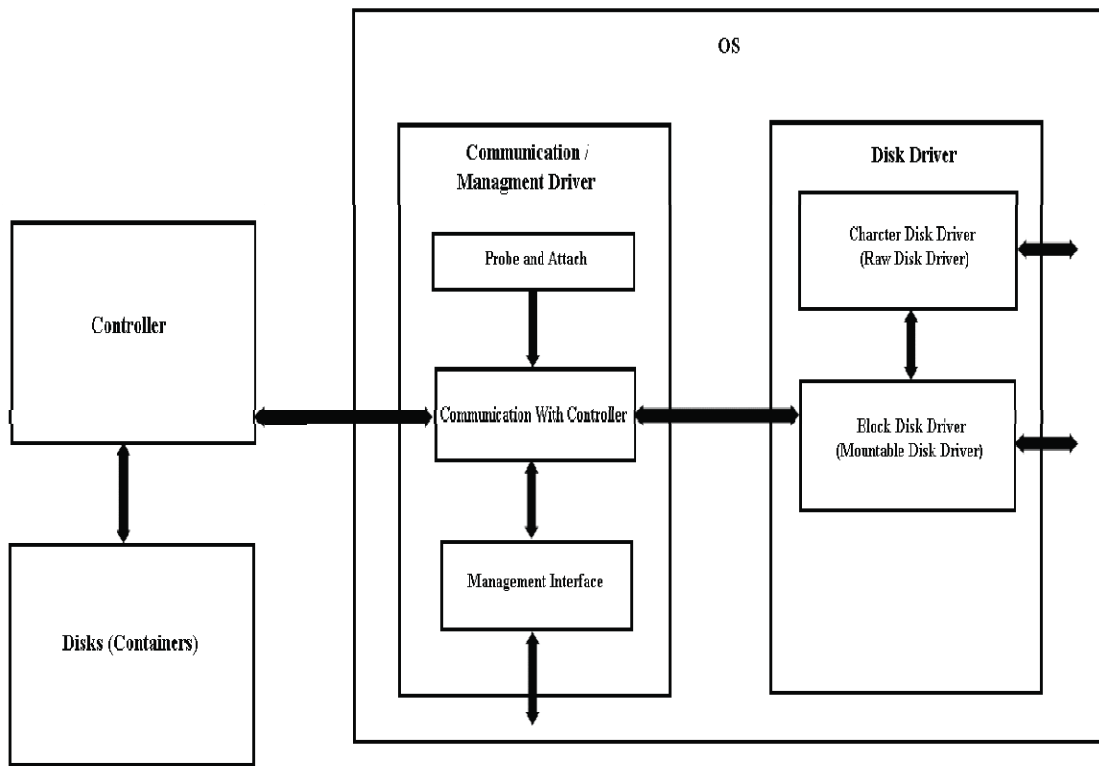 OS
Communication /
Managment Driver
Disk Driver
Probe and Attach
Charcter Disk Driver
(Raw Disk Driver)
Controller
Communication With Controller
Block Disk Driver
(Mountable Disk Driver)
Management Interface
Disks (Containers)